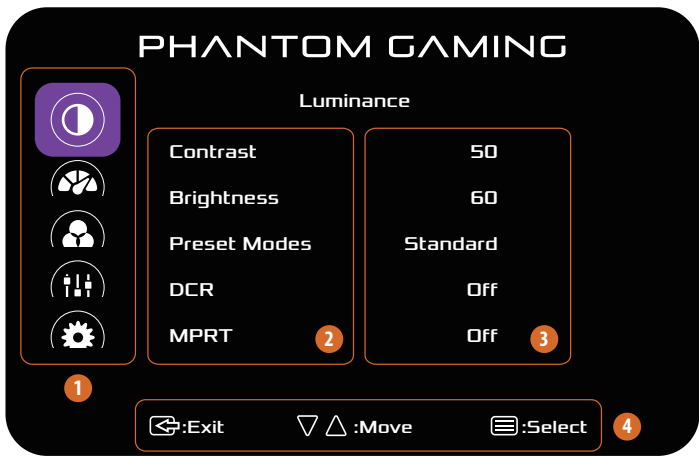 PHANTOM GAMING
Luminance
Contrast 50
Brightness 60
Preset Modes Standard
DCR Off
MPRT 2 Off 3
1
:Exit :Move :Select 4